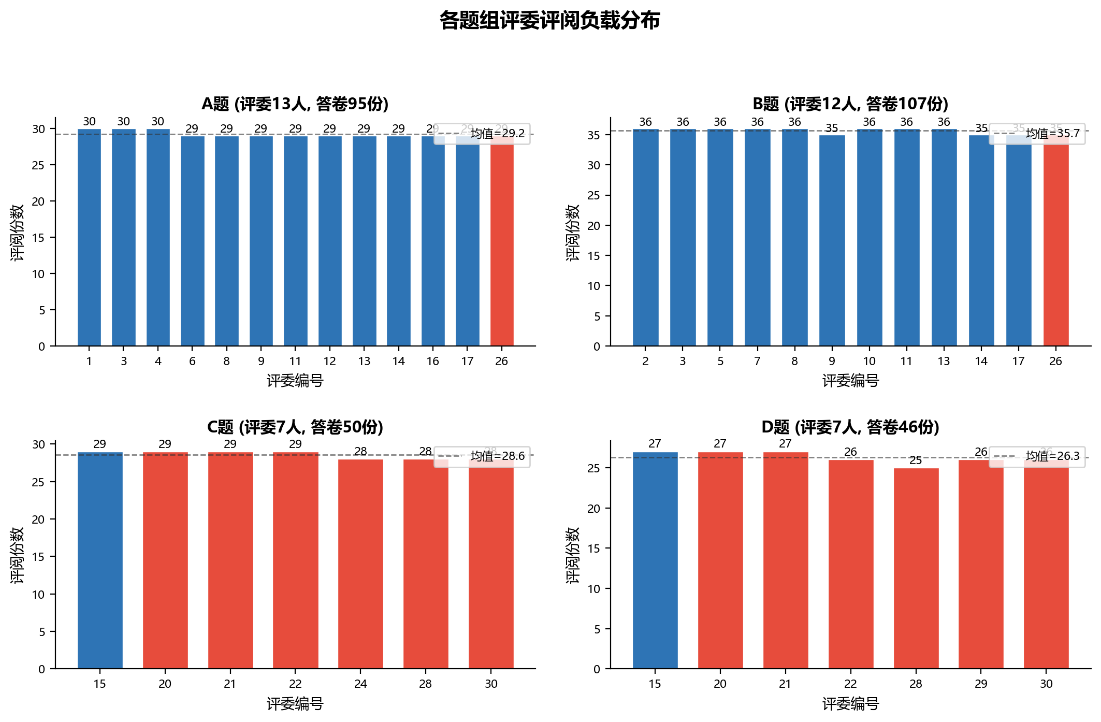 各题组评委评阅负载分布
A题 (评委13人, 答卷95份)
评阅份数
30
25
20
15
10
5
0
30 30 30 29 29 29 29 29 29 29 29 29 29
均值=29.2
1 3 4 6 8 9 11 12 13 14 16 17 26
评委编号
B题 (评委12人, 答卷107份)
评阅份数
35
30
25
20
15
10
5
0
36 36 36 36 36 35 36 36 36 35 35
均值=35.7
2 3 5 7 8 9 10 11 13 14 17 26
评委编号
C题 (评委7人, 答卷50份)
评阅份数
30
25
20
15
10
5
0
29 29 29 29 28 28
均值=28.6
15 20 21 22 24 28 30
评委编号
D题 (评委7人, 答卷46份)
评阅份数
25
20
15
10
5
0
27 27 27 26 25 26
均值=26.3
15 20 21 22 28 29 30
评委编号